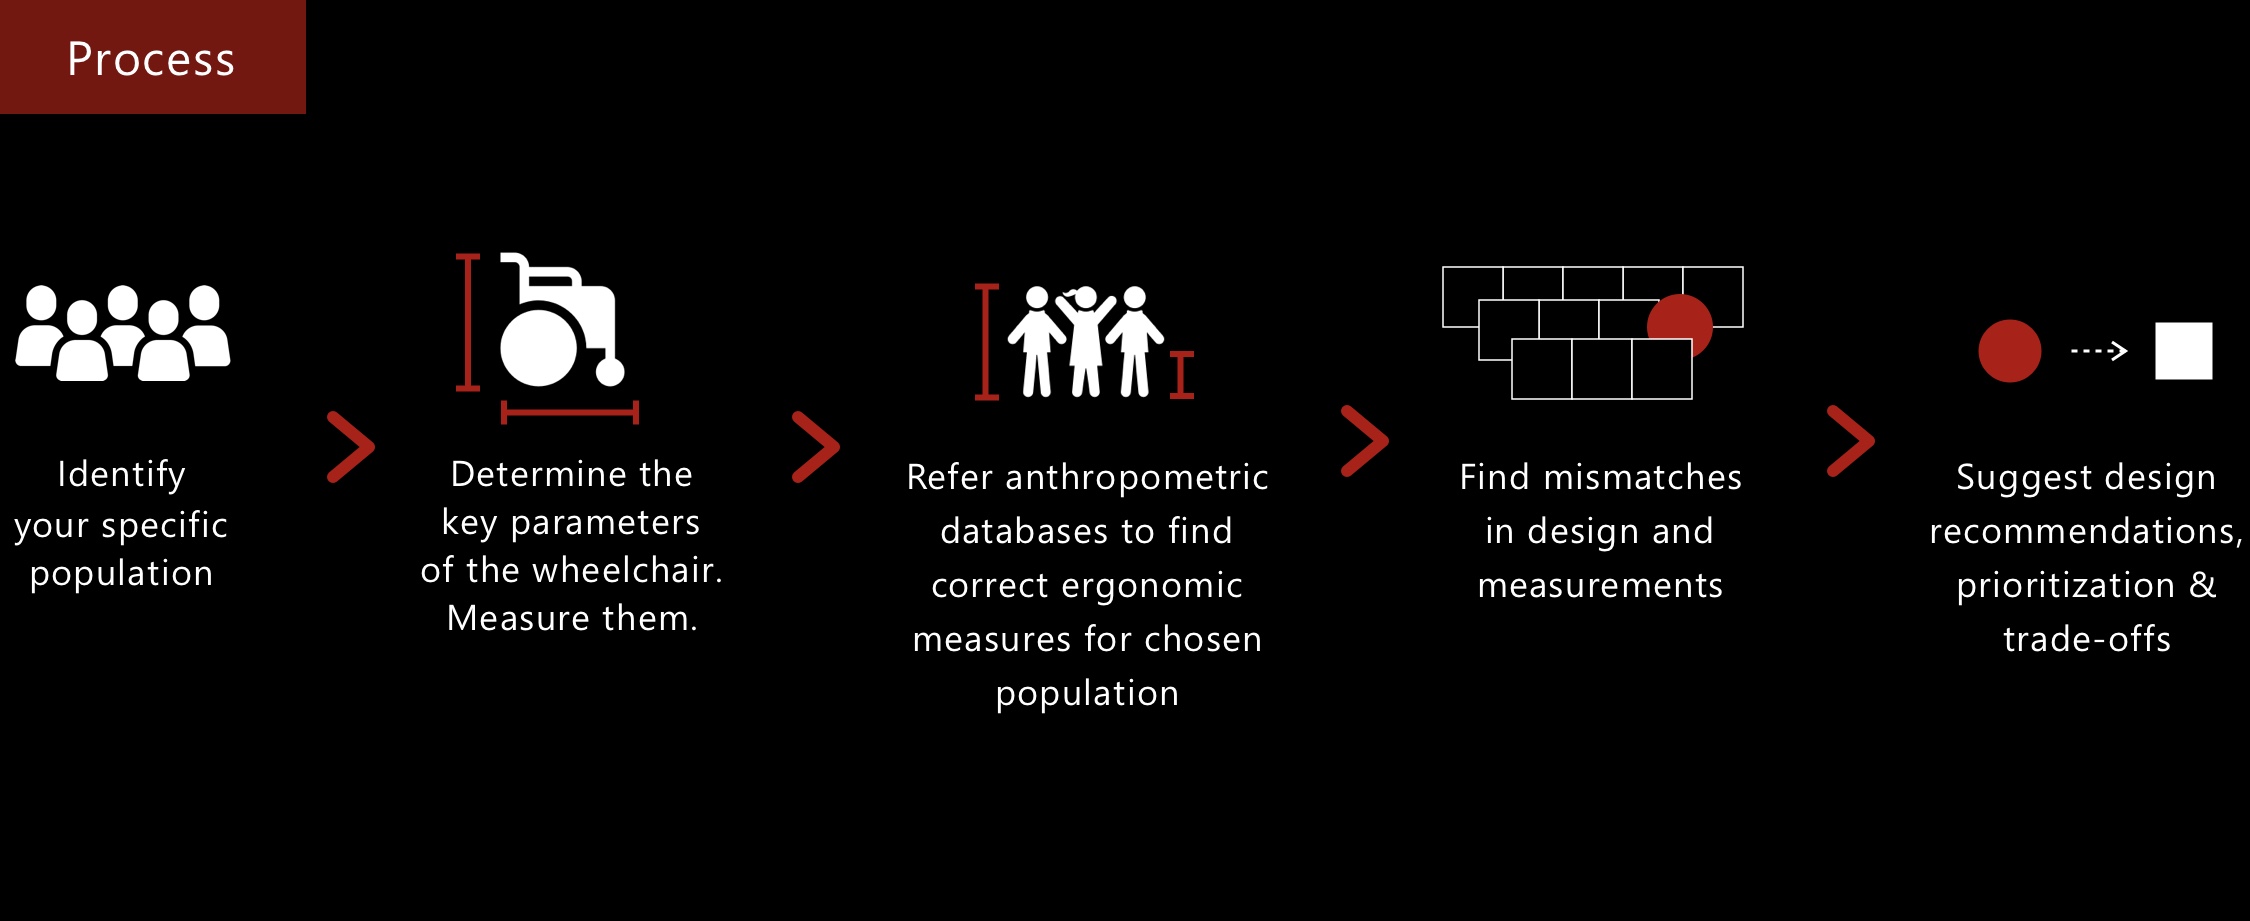 Process
Identify
your specific
population
Determine the
key parameters
of the wheelchair.
Measure them.
Refer anthropometric
databases to find
correct ergonomic
measures for chosen
population
Find mismatches
in design and
measurements
Suggest design
recommendations,
prioritization &
trade-offs